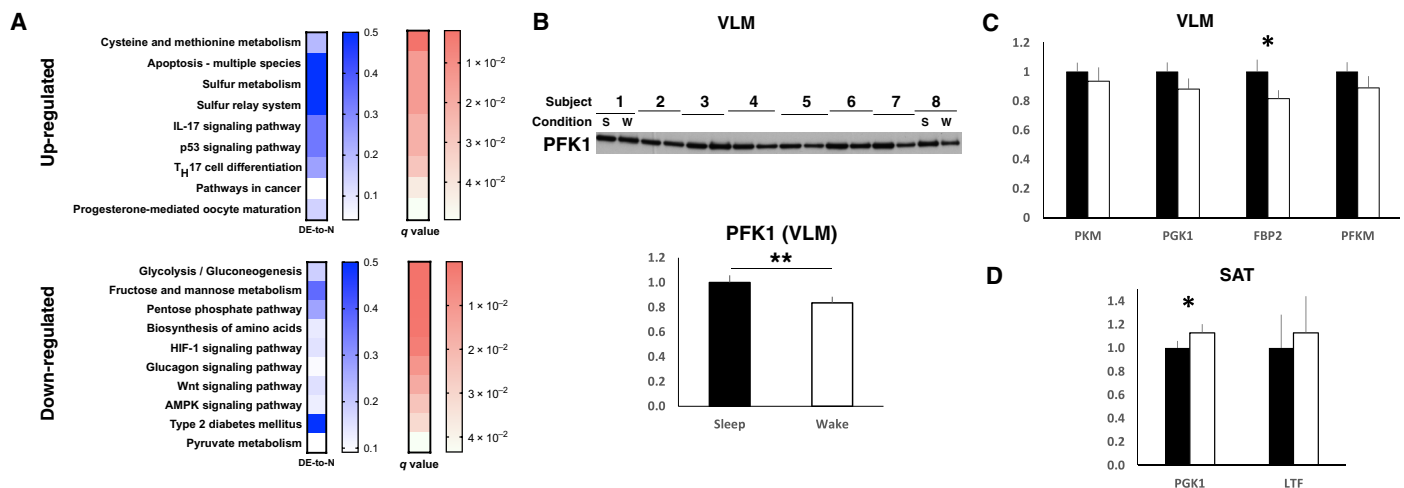 A
Up-regulated
Cysteine and methionine metabolism
Apoptosis - multiple species
Sulfur metabolism
Sulfur relay system
IL-17 signaling pathway
p53 signaling pathway
TH17 cell differentiation
Pathways in cancer
Progesterone-mediated oocyte maturation
DE-to-N
0.5
0.4
0.3
0.2
0.1
q value
1 × 10⁻²
2 × 10⁻²
3 × 10⁻²
4 × 10⁻²
Down-regulated
Glycolysis / Gluconeogenesis
Fructose and mannose metabolism
Pentose phosphate pathway
Biosynthesis of amino acids
HIF-1 signaling pathway
Glucagon signaling pathway
Wnt signaling pathway
AMPK signaling pathway
Type 2 diabetes mellitus
Pyruvate metabolism
DE-to-N
0.5
0.4
0.3
0.2
0.1
q value
1 × 10⁻²
2 × 10⁻²
3 × 10⁻²
4 × 10⁻²
B
VLM
Subject 1 2 3 4 5 6 7 8
Condition S W S W
PFK1
PFK1 (VLM)
**
1.2
1.0
0.8
0.6
0.4
0.2
0.0
Sleep Wake
C
VLM
*
1.2
1
0.8
0.6
0.4
0.2
0
PKM PGK1 FBP2 PFKM
D
SAT
*
1.4
1.2
1.0
0.8
0.6
0.4
0.2
0.0
PGK1 LTF